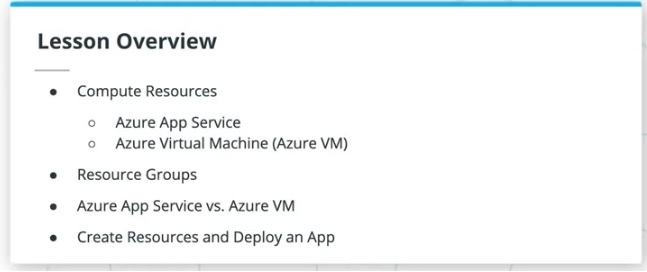 Lesson Overview
● Compute Resources
○ Azure App Service
○ Azure Virtual Machine (Azure VM)
● Resource Groups
● Azure App Service vs. Azure VM
● Create Resources and Deploy an App